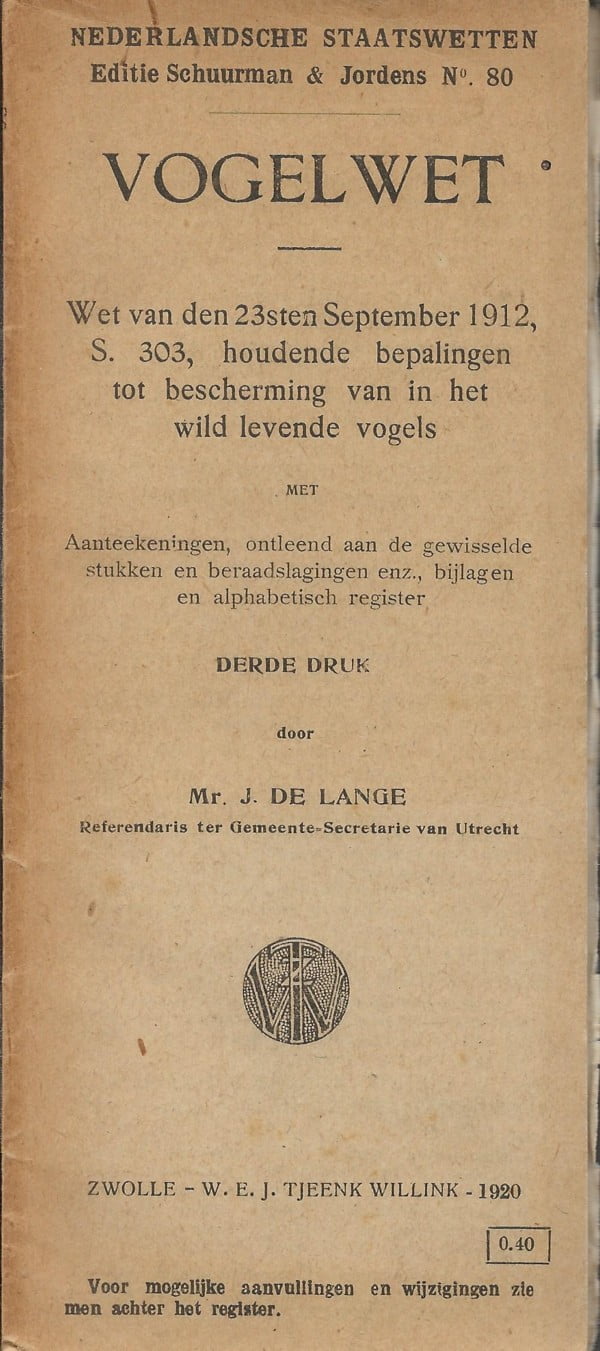 NEDERLANDSCHE STAATSWETTEN
Editie Schuurman & Jordens Nº. 80
VOGELWET
Wet van den 23sten September 1912,
S. 303, houdende bepalingen
tot bescherming van in het
wild levende vogels
MET
Aanteekeningen, ontleend aan de gewisselde
stukken en beraadslagingen enz., bijlagen
en alphabetisch register
DERDE DRUK
door
Mr. J. DE LANGE
Referendaris ter Gemeente-Secretarie van Utrecht
ZWOLLE - W. E. J. TJEENK WILLINK - 1920
0.40
Voor mogelijke aanvullingen en wijzigingen zie
men achter het register.